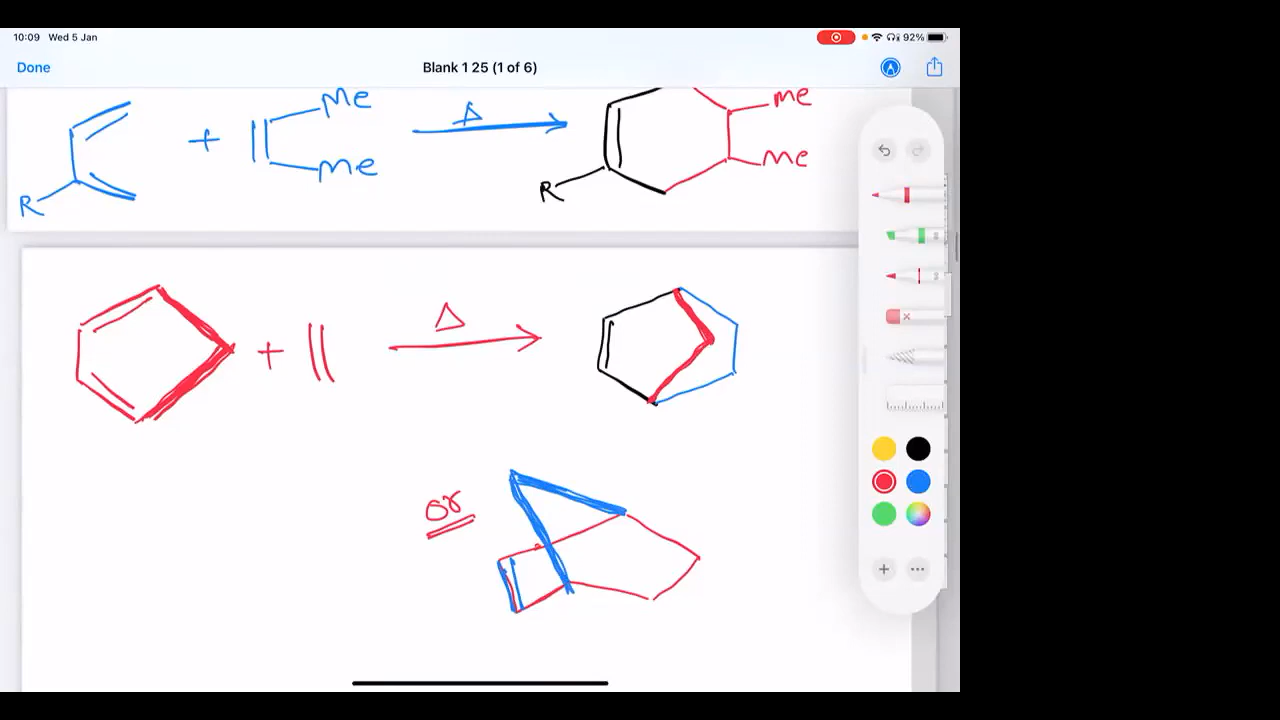 10:09 Wed 5 Jan 92%
Done Blank 1 25 (1 of 6)
+ Me Δ Me
Me Me
R R
+ Δ
or